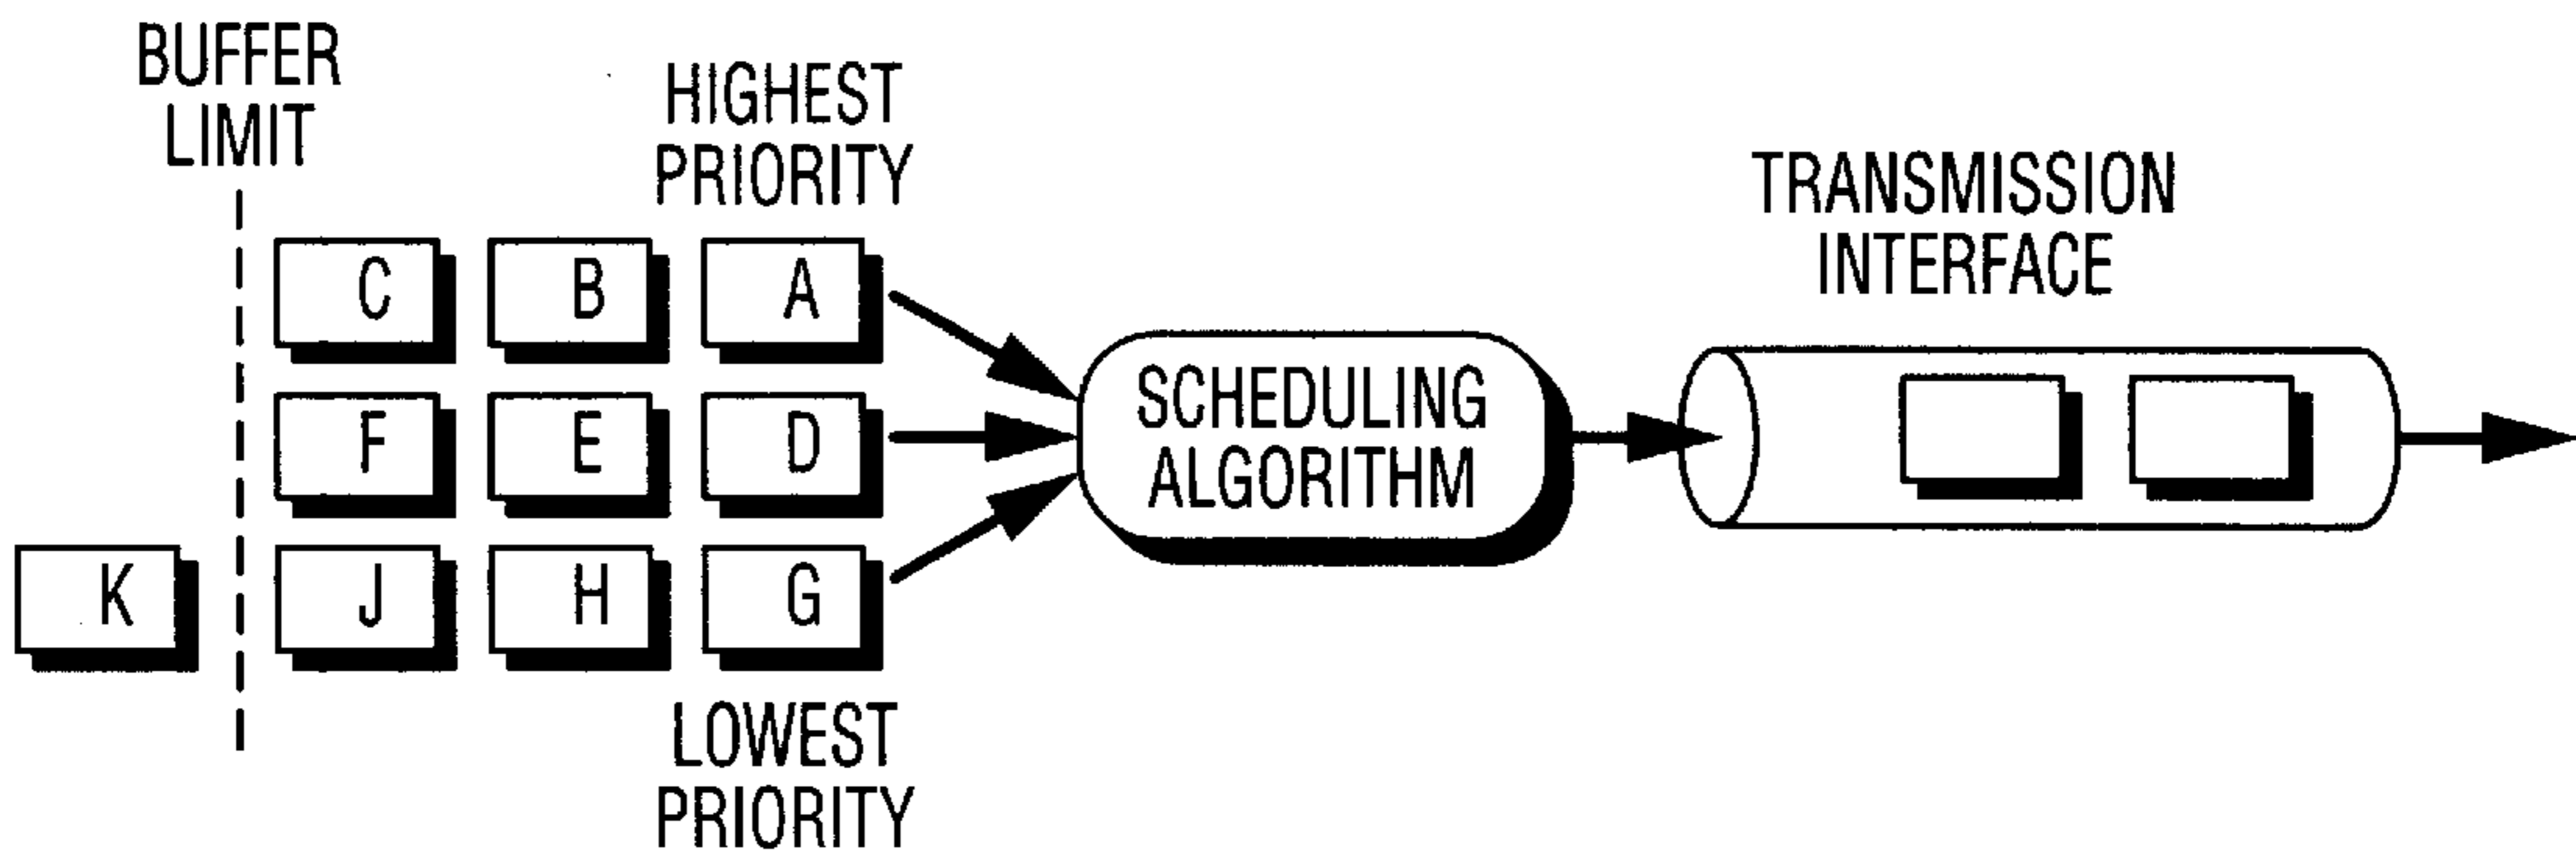 BUFFER
LIMIT
HIGHEST
PRIORITY
TRANSMISSION
INTERFACE
C B A
SCHEDULING
ALGORITHM
F E D
K J H G
LOWEST
PRIORITY